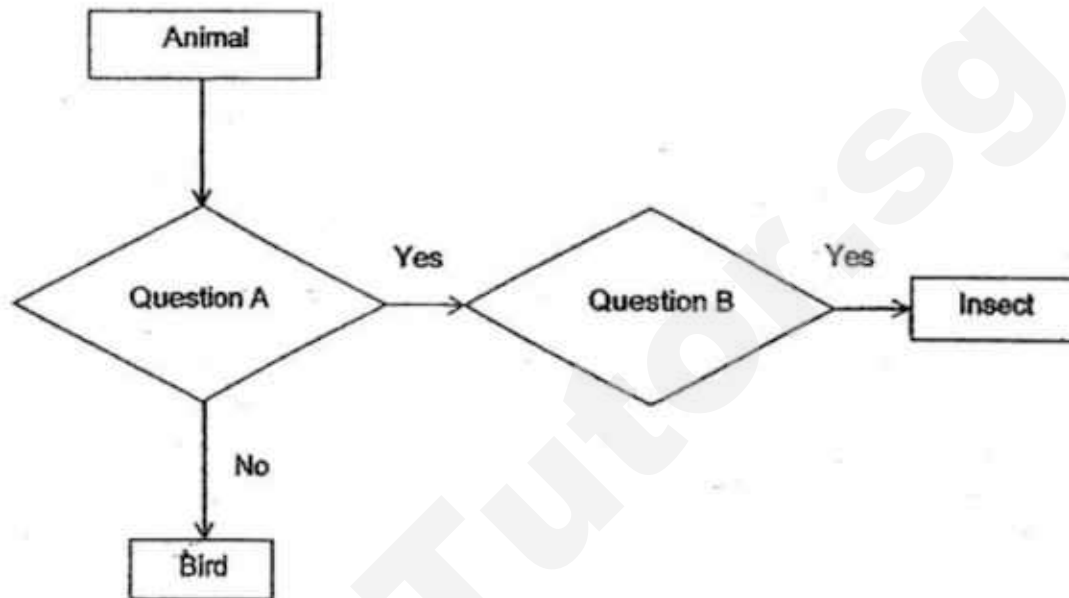 Animal
Question A
Yes
Question B
Yes
Insect
No
Bird
Tutor.sg